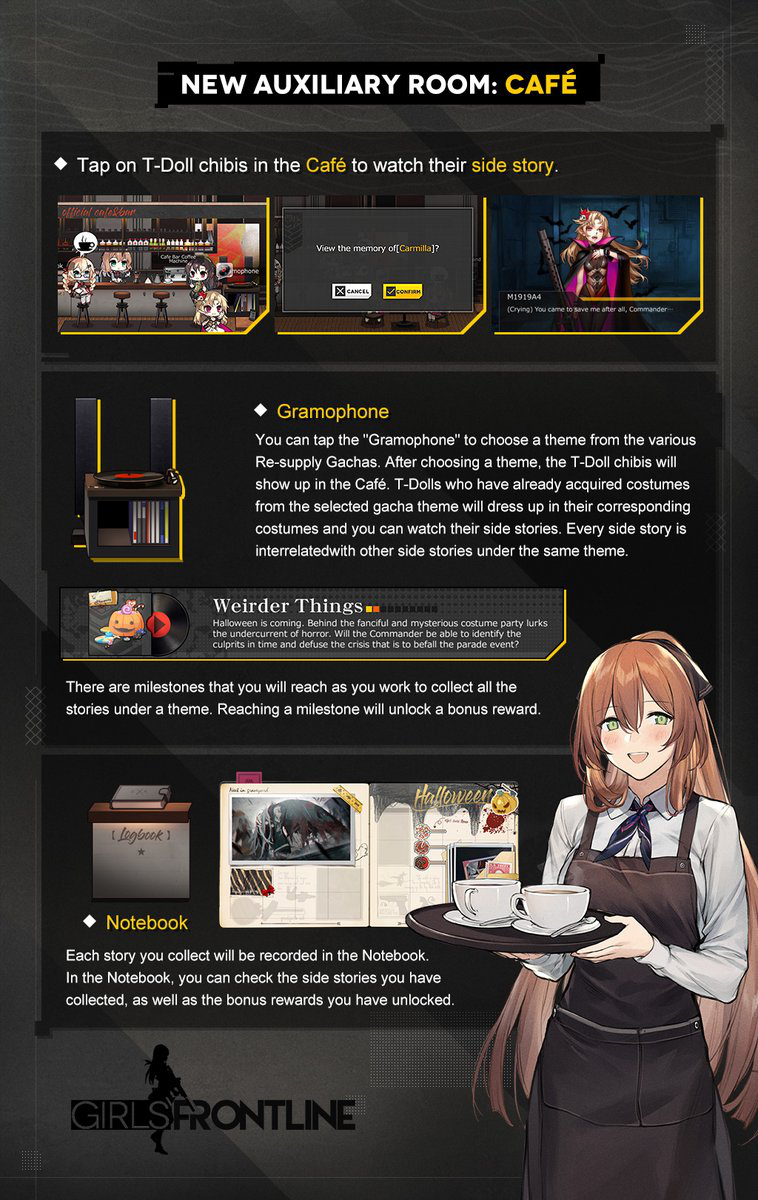 NEW AUXILIARY ROOM: CAFÉ
Tap on T-Doll chibis in the Café to watch their side story.
official cafe&bar
Cafe Bar Coffee
Machine
mophone
View the memory of[Carmilla]?
CANCEL
CONFIRM
M1919A4
(Crying) You came to save me after all, Commander…
Gramophone
You can tap the "Gramophone" to choose a theme from the various
Re-supply Gachas. After choosing a theme, the T-Doll chibis will
show up in the Café. T-Dolls who have already acquired costumes
from the selected gacha theme will dress up in their corresponding
costumes and you can watch their side stories. Every side story is
interrelatedwith other side stories under the same theme.
Weirder Things
Halloween is coming. Behind the fanciful and mysterious costume party lurks
the undercurrent of horror. Will the Commander be able to identify the
culprits in time and defuse the crisis that is to befall the parade event?
There are milestones that you will reach as you work to collect all the
stories under a theme. Reaching a milestone will unlock a bonus reward.
[Logbook]
Halloween
Notebook
Each story you collect will be recorded in the Notebook.
In the Notebook, you can check the side stories you have
collected, as well as the bonus rewards you have unlocked.
GIRLSFRONTLINE